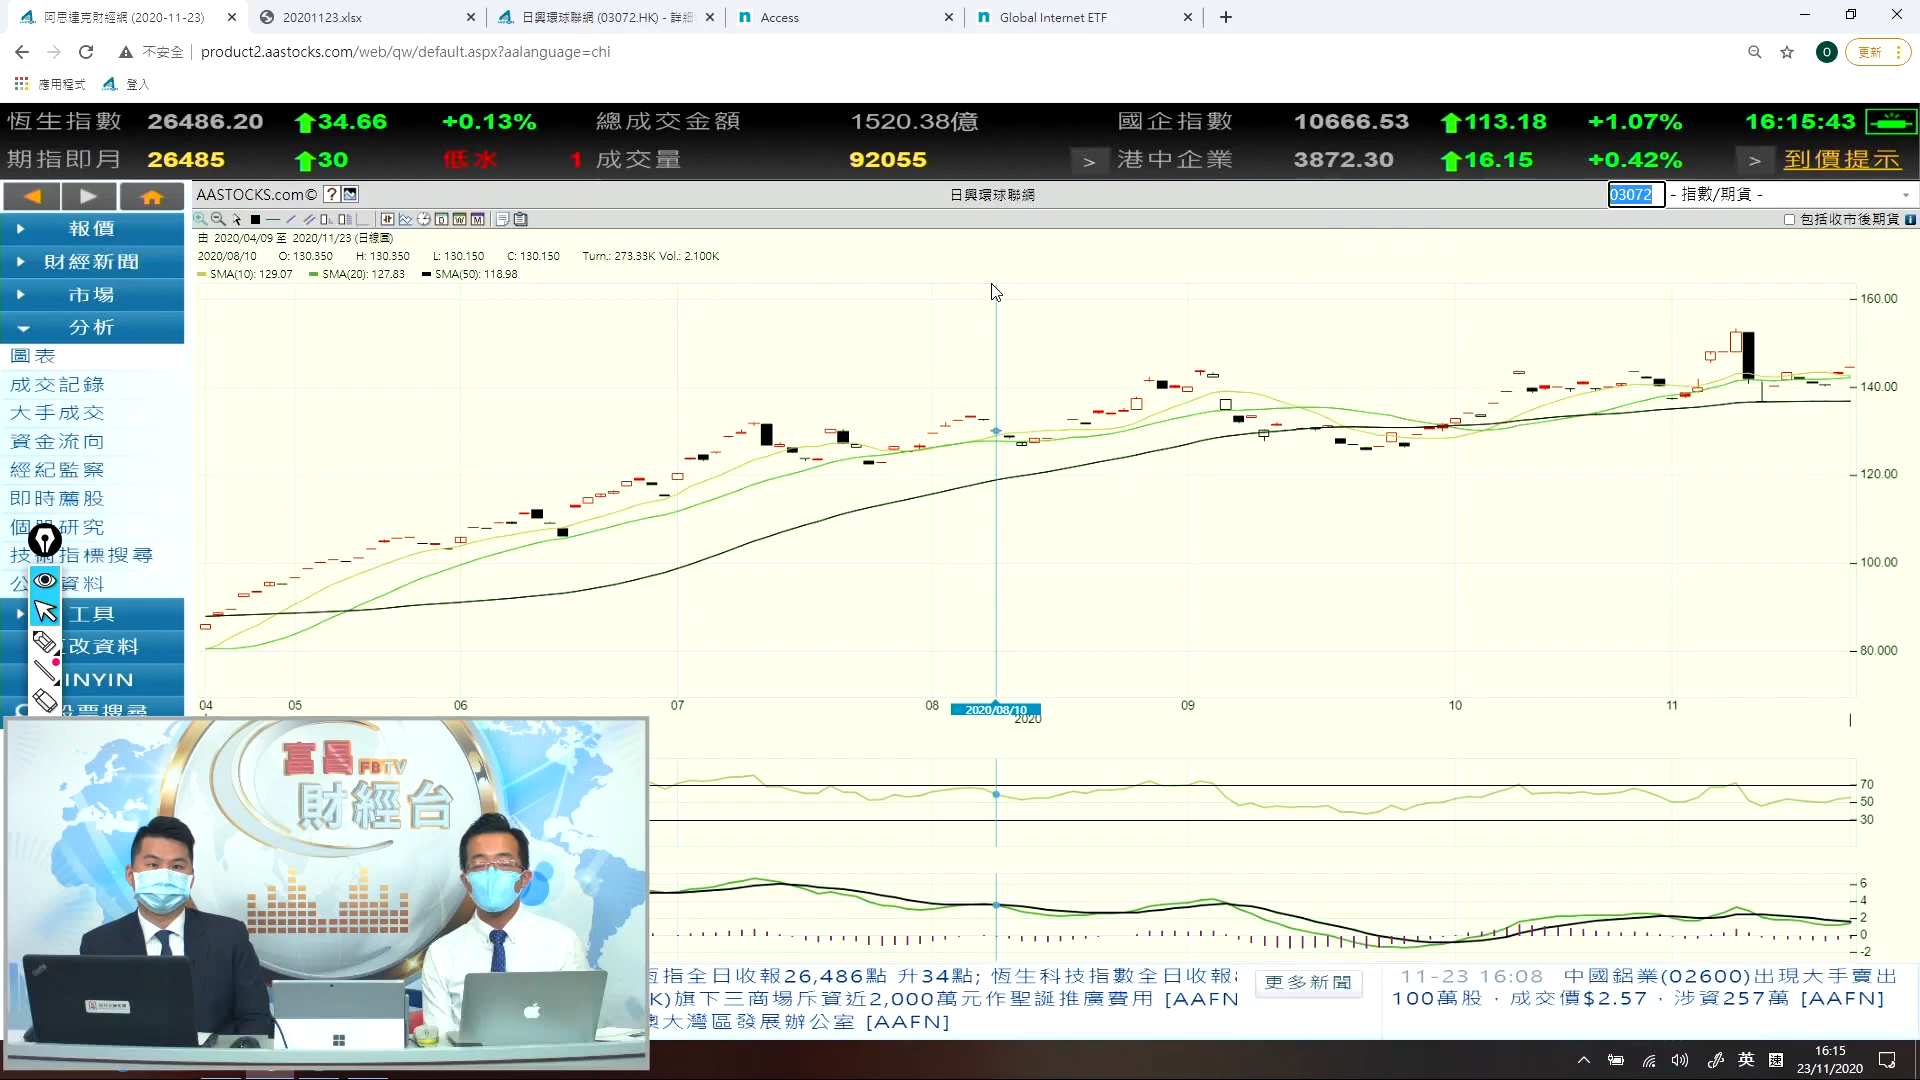 阿思達克財經網 (2020-11-23)
20201123.xlsx
日興環球聯網 (03072.HK) - 詳細
Access
Global Internet ETF
不安全
product2.aastocks.com/web/qw/default.aspx?aalanguage=chi
O
更新
應用程式
登入
恆生指數 26486.20 34.66 +0.13% 總成交金額 1520.38億 國企指數 10666.53 113.18 +1.07% 16:15:43
期指即月 26485 30 低水 1 成交量 92055 > 港中企業 3872.30 16.15 +0.42% > 到價提示
AASTOCKS.com© ? 日興環球聯網 03072 - 指數/期貨 -
D W M 包括收市後期貨 i
由 2020/04/09 至 2020/11/23 (日線圖)
2020/08/10 O: 130.350 H: 130.350 L: 130.150 C: 130.150 Turn.: 273.33K Vol.: 2.100K
SMA(10): 129.07 SMA(20): 127.83 SMA(50): 118.98
報價
財經新聞
市場
分析
圖表
成交記錄
大手成交
資金流向
經紀監察
即時薦股
研究
指標搜尋
資料
工具
改資料
INYIN
160.00
140.00
120.00
100.00
80.000
04 05 06 07 08 2020/08/10 09 10 11
2020
70
50
30
6
4
2
0
-2
富昌 FBTV
財經台
恆指全日收報26,486點 升34點; 恆生科技指數全日收報
K)旗下三商場斥資近2,000萬元作聖誕推廣費用 [AAFN
大灣區發展辦公室 [AAFN]
更多新聞
11-23 16:08 中國鋁業(02600)出現大手賣出
100萬股，成交價$2.57，涉資257萬 [AAFN]
英 速
16:15
23/11/2020